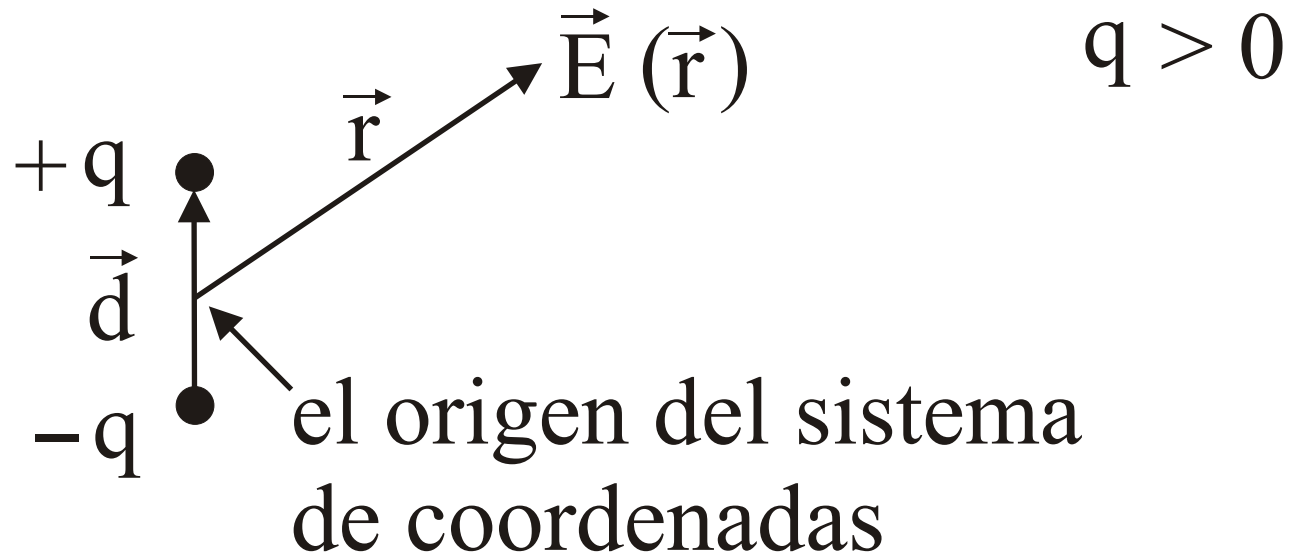 E⃗ (r⃗)
q > 0
r⃗
+q
d⃗
−q
el origen del sistema
de coordenadas